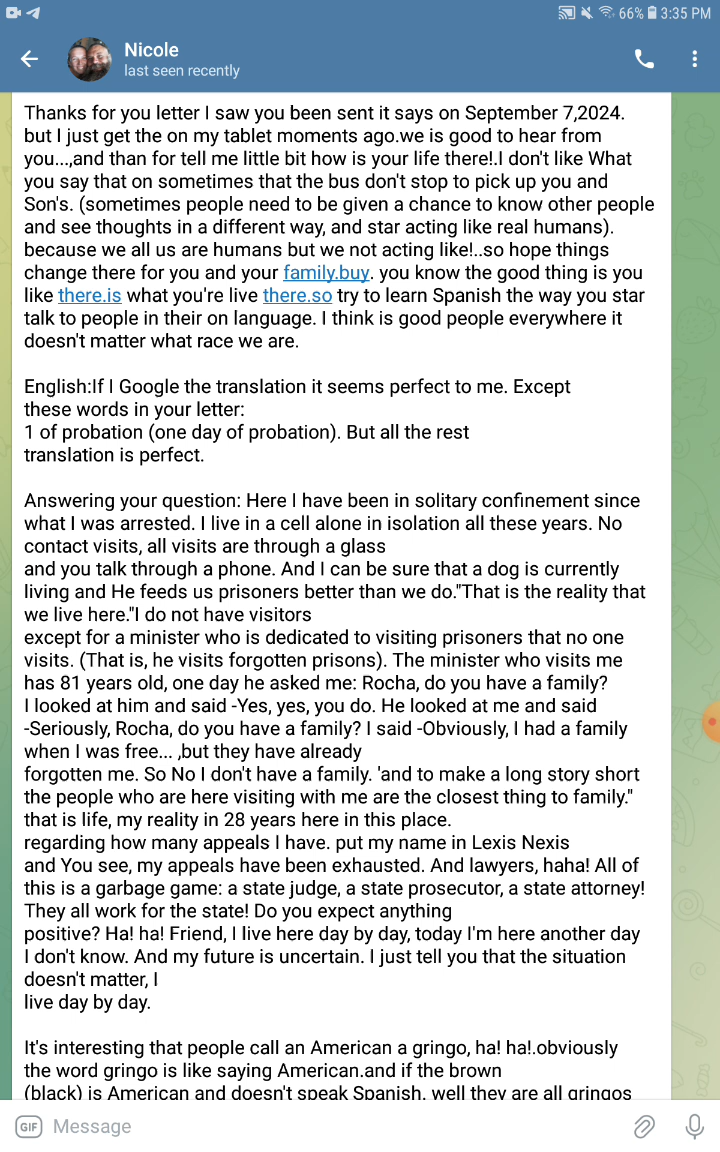 66% 3:35 PM
Nicole
last seen recently
Thanks for you letter I saw you been sent it says on September 7,2024.
but I just get the on my tablet moments ago.we is good to hear from
you...,and than for tell me little bit how is your life there!.I don't like What
you say that on sometimes that the bus don't stop to pick up you and
Son's. (sometimes people need to be given a chance to know other people
and see thoughts in a different way, and star acting like real humans).
because we all us are humans but we not acting like!..so hope things
change there for you and your family.buy. you know the good thing is you
like there.is what you're live there.so try to learn Spanish the way you star
talk to people in their on language. I think is good people everywhere it
doesn't matter what race we are.
English:If I Google the translation it seems perfect to me. Except
these words in your letter:
1 of probation (one day of probation). But all the rest
translation is perfect.
Answering your question: Here I have been in solitary confinement since
what I was arrested. I live in a cell alone in isolation all these years. No
contact visits, all visits are through a glass
and you talk through a phone. And I can be sure that a dog is currently
living and He feeds us prisoners better than we do."That is the reality that
we live here."I do not have visitors
except for a minister who is dedicated to visiting prisoners that no one
visits. (That is, he visits forgotten prisons). The minister who visits me
has 81 years old, one day he asked me: Rocha, do you have a family?
I looked at him and said -Yes, yes, you do. He looked at me and said
-Seriously, Rocha, do you have a family? I said -Obviously, I had a family
when I was free... ,but they have already
forgotten me. So No I don't have a family. 'and to make a long story short
the people who are here visiting with me are the closest thing to family."
that is life, my reality in 28 years here in this place.
regarding how many appeals I have. put my name in Lexis Nexis
and You see, my appeals have been exhausted. And lawyers, haha! All of
this is a garbage game: a state judge, a state prosecutor, a state attorney!
They all work for the state! Do you expect anything
positive? Ha! ha! Friend, I live here day by day, today I'm here another day
I don't know. And my future is uncertain. I just tell you that the situation
doesn't matter, I
live day by day.
It's interesting that people call an American a gringo, ha! ha!.obviously
the word gringo is like saying American.and if the brown
(black) is American and doesn't speak Spanish. well they are all gringos
GIF Message